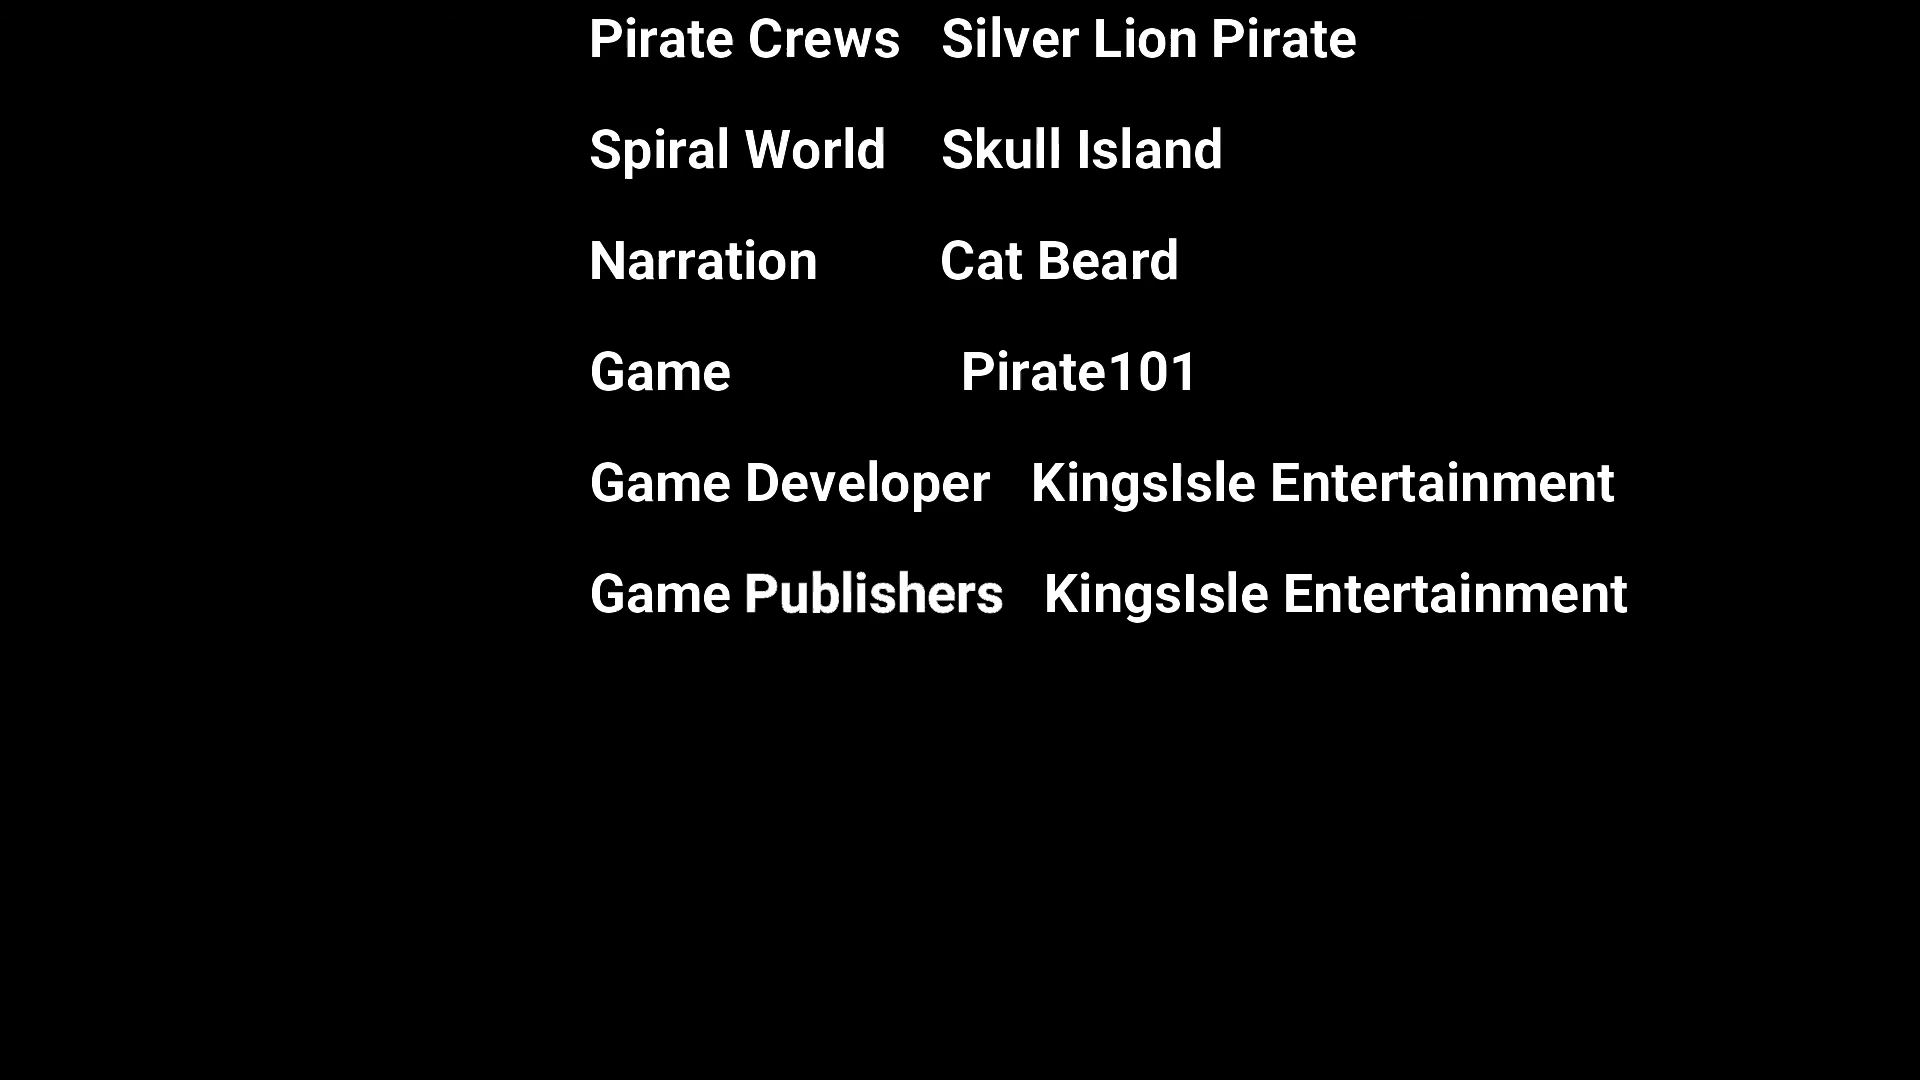 Pirate Crews Silver Lion Pirate
Spiral World Skull Island
Narration Cat Beard
Game Pirate101
Game Developer KingsIsle Entertainment
Game Publishers KingsIsle Entertainment